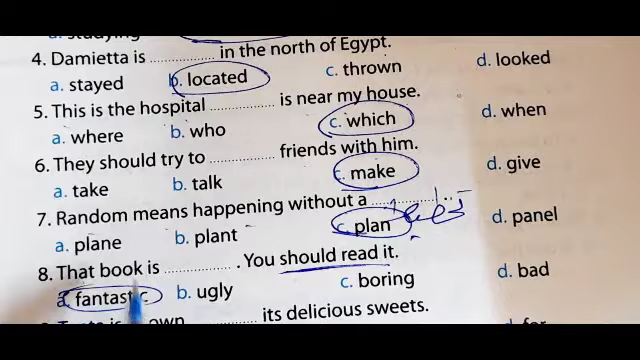 a. studying
4. Damietta is .................. in the north of Egypt.
a. stayed b. located c. thrown d. looked
5. This is the hospital .................. is near my house.
a. where b. who c. which d. when
6. They should try to .................. friends with him.
a. take b. talk c. make d. give
7. Random means happening without a ..................
a. plane b. plant c. plan d. panel
8. That book is .................. . You should read it.
a. fantastic b. ugly c. boring d. bad
its delicious sweets.